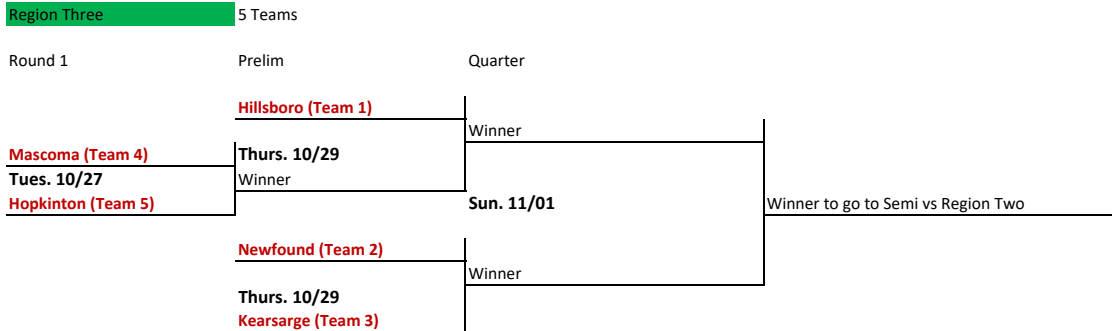 Region Three 5 Teams
Round 1 Prelim Quarter
Hillsboro (Team 1)
Winner
Mascoma (Team 4) Thurs. 10/29
Tues. 10/27 Winner
Hopkinton (Team 5) Sun. 11/01 Winner to go to Semi vs Region Two
Newfound (Team 2)
Winner
Thurs. 10/29
Kearsarge (Team 3)